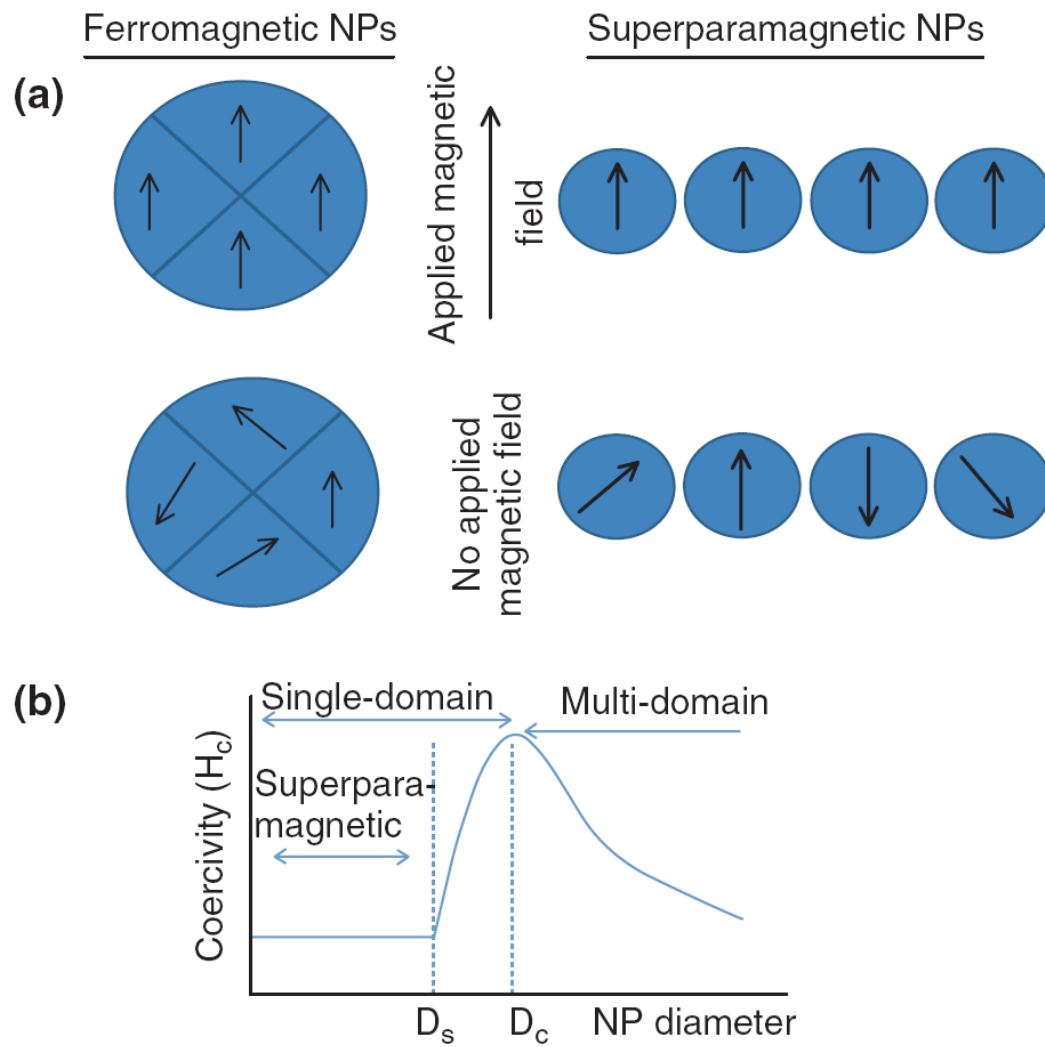 Ferromagnetic NPs
Superparamagnetic NPs
(a)
Applied magnetic
field
No applied
magnetic field
(b)
Single-domain
Multi-domain
Superpara-
magnetic
Coercivity (Hc)
Ds
Dc
NP diameter